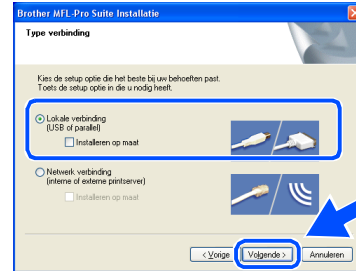 Brother MFL-Pro Suite Installatie
Type verbinding
Kies de setup optie die het beste bij uw behoeften past.
Toets de setup optie in die u nodig heeft.
Lokale verbinding
(USB of parallel)
Installeren op maat
Netwerk verbinding
(interne of externe printserver)
Installeren op maat
< Vorige
Volgende >
Annuleren